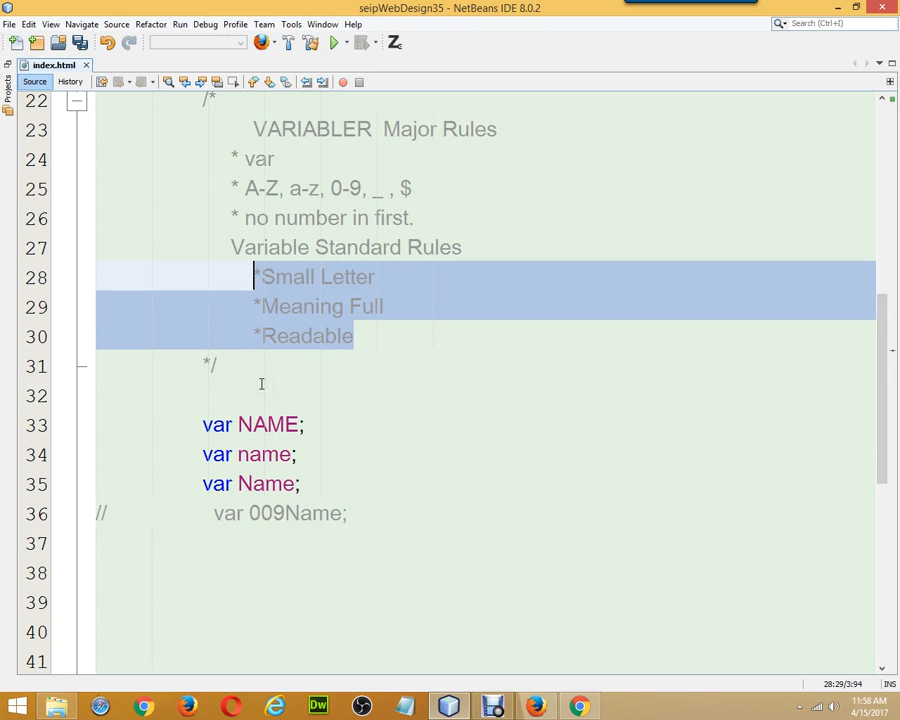 seipWebDesign35 - NetBeans IDE 8.0.2
File Edit View Navigate Source Refactor Run Debug Profile Team Tools Window Help
Search (Ctrl+I)
index.html
Source History
Projects
22 /*
23 VARIABLER Major Rules
24 * var
25 * A-Z, a-z, 0-9, _ , $
26 * no number in first.
27 Variable Standard Rules
28 *Small Letter
29 *Meaning Full
30 *Readable
31 */
32
33 var NAME;
34 var name;
35 var Name;
36 // var 009Name;
37
38
39
40
41
28:29/3:94 INS
Dw
11:58 AM
4/15/2017